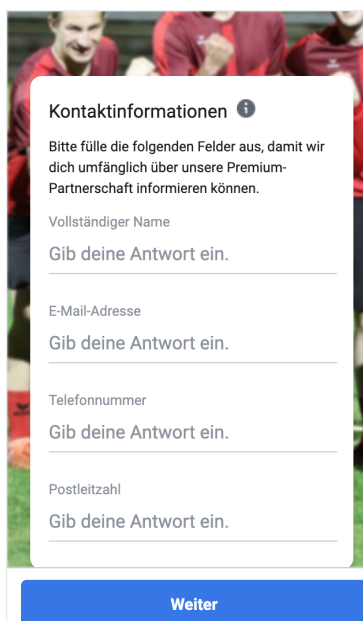 Kontaktinformationen
Bitte fülle die folgenden Felder aus, damit wir
dich umfänglich über unsere Premium-
Partnerschaft informieren können.
Vollständiger Name
Gib deine Antwort ein.
E-Mail-Adresse
Gib deine Antwort ein.
Telefonnummer
Gib deine Antwort ein.
Postleitzahl
Gib deine Antwort ein.
Weiter